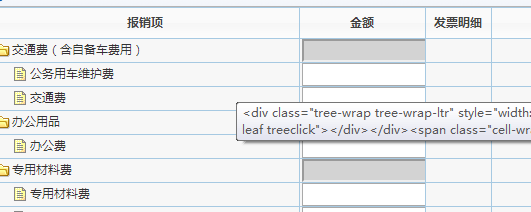 报销项 金额 发票明细
交通费（含自备车费用）
公务用车维护费
交通费
<div class="tree-wrap tree-wrap-ltr" style="width:
leaf treeclick"></div></div><span class="cell-wra
办公用品
办公费
专用材料费
专用材料费